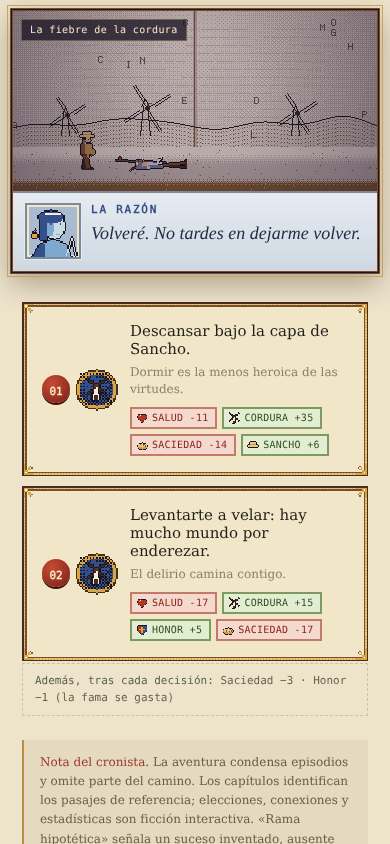 La fiebre de la cordura
M O
G
H
C I N
E
D
P
L
LA RAZÓN
Volveré. No tardes en dejarme volver.
01
Descansar bajo la capa de
Sancho.
Dormir es la menos heroica de las
virtudes.
SALUD -11
CORDURA +35
SACIEDAD -14
SANCHO +6
02
Levantarte a velar: hay
mucho mundo por
enderezar.
El delirio camina contigo.
SALUD -17
CORDURA +15
HONOR +5
SACIEDAD -17
Además, tras cada decisión: Saciedad −3 · Honor
−1 (la fama se gasta)
Nota del cronista. La aventura condensa episodios
y omite parte del camino. Los capítulos identifican
los pasajes de referencia; elecciones, conexiones y
estadísticas son ficción interactiva. «Rama
hipotética» señala un suceso inventado, ausente